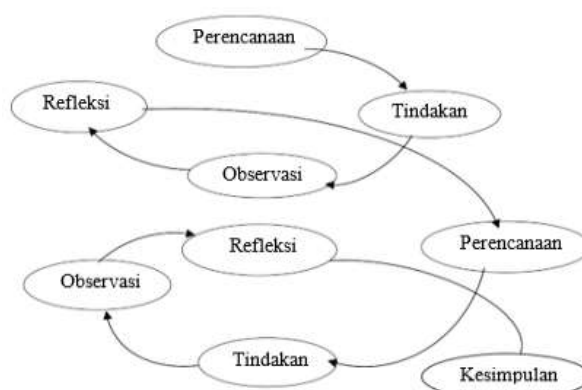 Perencanaan
Refleksi
Tindakan
Observasi
Refleksi
Perencanaan
Observasi
Tindakan
Kesimpulan